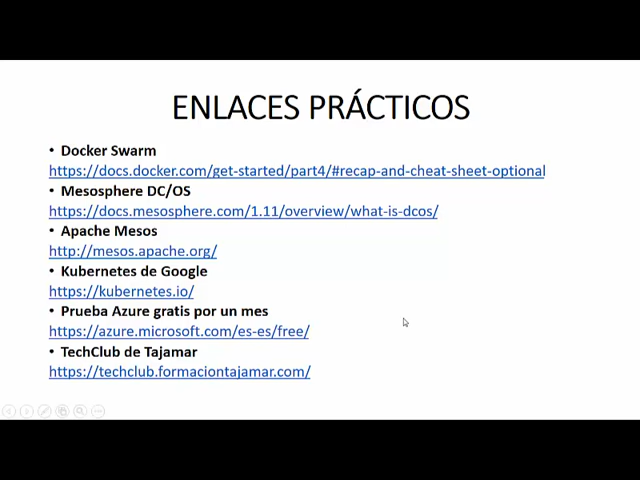 ENLACES PRÁCTICOS
• Docker Swarm
https://docs.docker.com/get-started/part4/#recap-and-cheat-sheet-optional
• Mesosphere DC/OS
https://docs.mesosphere.com/1.11/overview/what-is-dcos/
• Apache Mesos
http://mesos.apache.org/
• Kubernetes de Google
https://kubernetes.io/
• Prueba Azure gratis por un mes
https://azure.microsoft.com/es-es/free/
• TechClub de Tajamar
https://techclub.formaciontajamar.com/